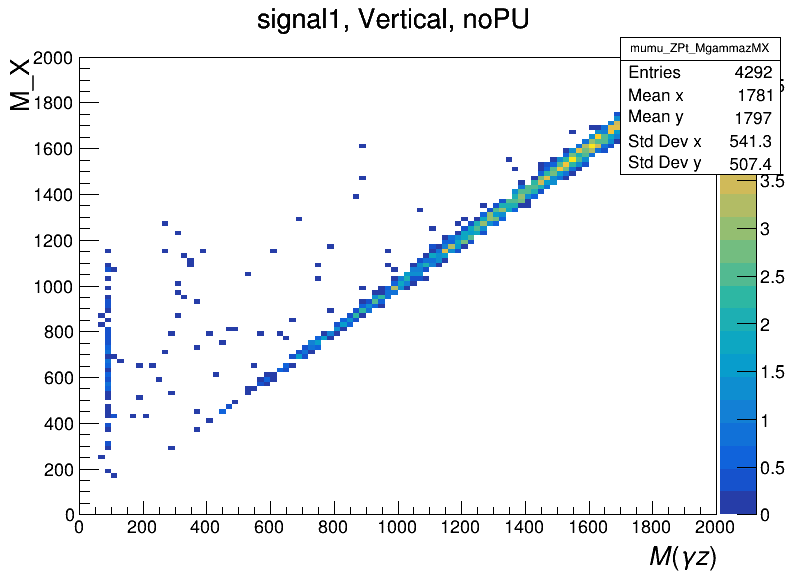 signal1, Vertical, noPU
M_X
mumu_ZPt_MgammazMX
Entries 4292
Mean x 1781
Mean y 1797
Std Dev x 541.3
Std Dev y 507.4
2000
1800
1600
1400
1200
1000
800
600
400
200
0
3.5
3
2.5
2
1.5
1
0.5
0
0 200 400 600 800 1000 1200 1400 1600 1800 2000
M(γz)